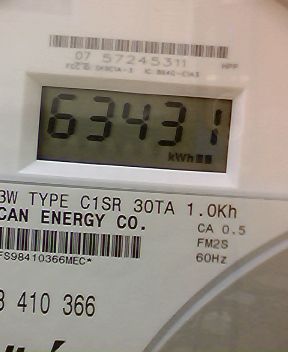 07 57245311
HPP
63431
kWh
3W TYPE C1SR 30TA 1.0Kh
CAN ENERGY CO.
CA 0.5
FM2S
60Hz
FS98410366MEC*
410 366